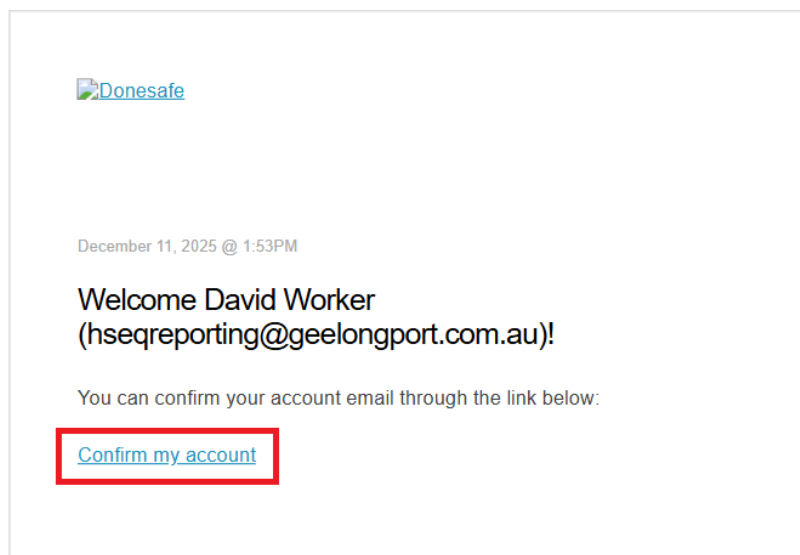 Donesafe
December 11, 2025 @ 1:53PM
Welcome David Worker
(hseqreporting@geelongport.com.au)!
You can confirm your account email through the link below:
Confirm my account